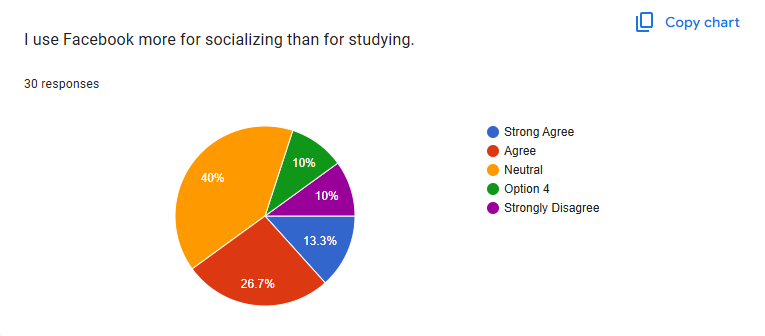 Copy chart
I use Facebook more for socializing than for studying.
30 responses
Strong Agree
Agree
Neutral
Option 4
Strongly Disagree
40%
10%
10%
13.3%
26.7%